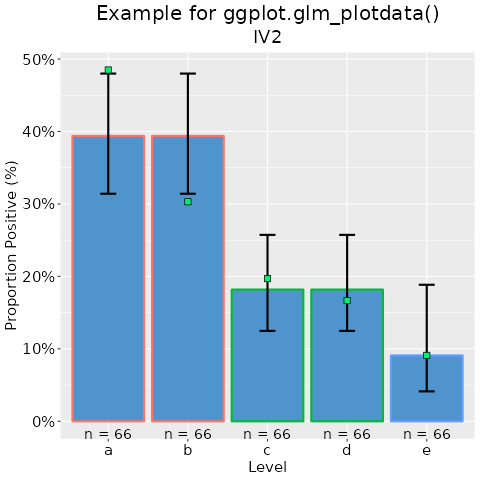 Example for ggplot.glm_plotdata()
IV2
Proportion Positive (%)
50%
40%
30%
20%
10%
0%
n = 66 n = 66 n = 66 n = 66 n = 66
a b c d e
Level